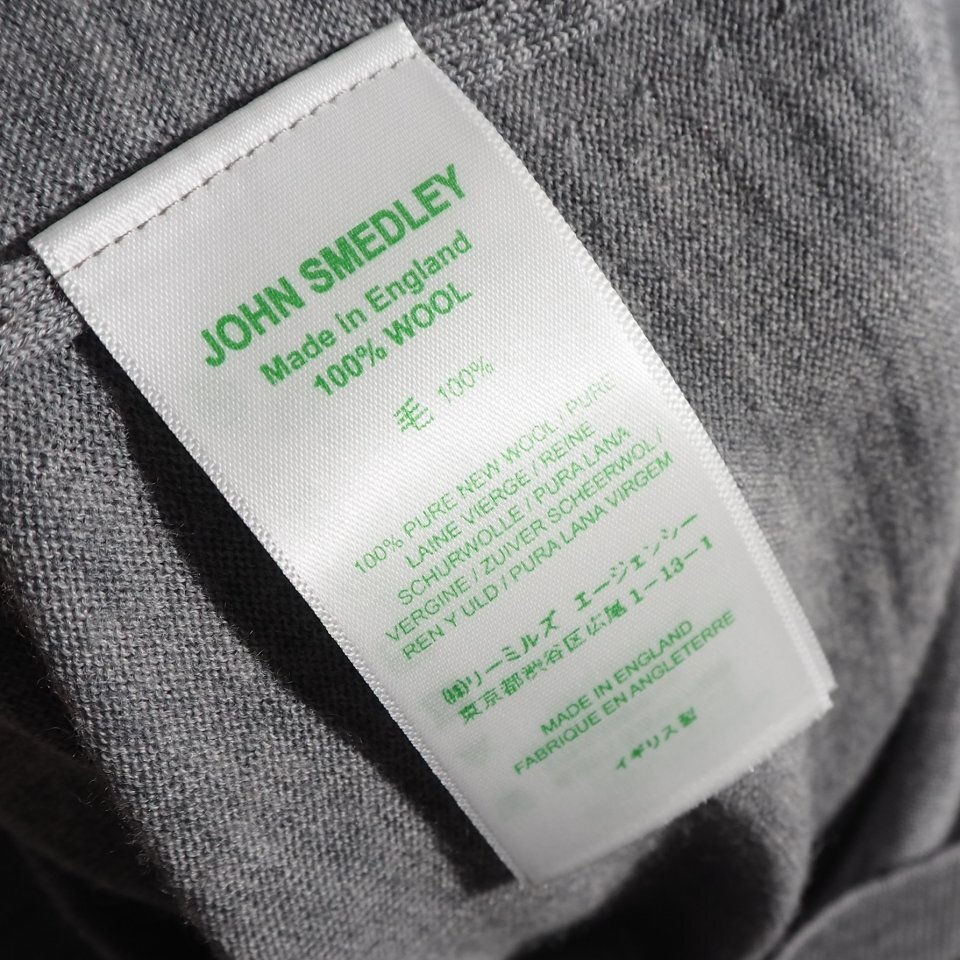 JOHN SMEDLEY
Made in England
100% WOOL
毛 100%
100% PURE NEW WOOL / PURE
LAINE VIERGE / REINE
SCHURWOLLE / PURA LANA
VERGINE / ZUIVER SCHEERWOL /
REN Y ULD / PURA LANA VIRGEM
㈱リーミルズ エージェンシー
東京都渋谷区広尾1-13-1
MADE IN ENGLAND
FABRIQUE EN ANGLETERRE
イギリス製